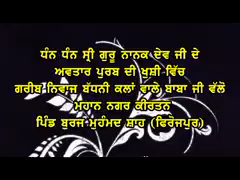 ਧੰਨ ਧੰਨ ਸ੍ਰੀ ਗੁਰੂ ਨਾਨਕ ਦੇਵ ਜੀ ਦੇ
ਅਵਤਾਰ ਪੁਰਬ ਦੀ ਖੁਸ਼ੀ ਵਿੱਚ
ਗਰੀਬ ਨਿਵਾਜ਼ ਬੱਧਨੀ ਕਲਾਂ ਵਾਲੇ ਬਾਬਾ ਜੀ ਵੱਲੋਂ
ਮਹਾਨ ਨਗਰ ਕੀਰਤਨ
ਪਿੰਡ ਬੁਰਜ ਮੁਹੰਮਦ ਸ਼ਾਹ (ਫਿਰੋਜਪੁਰ)